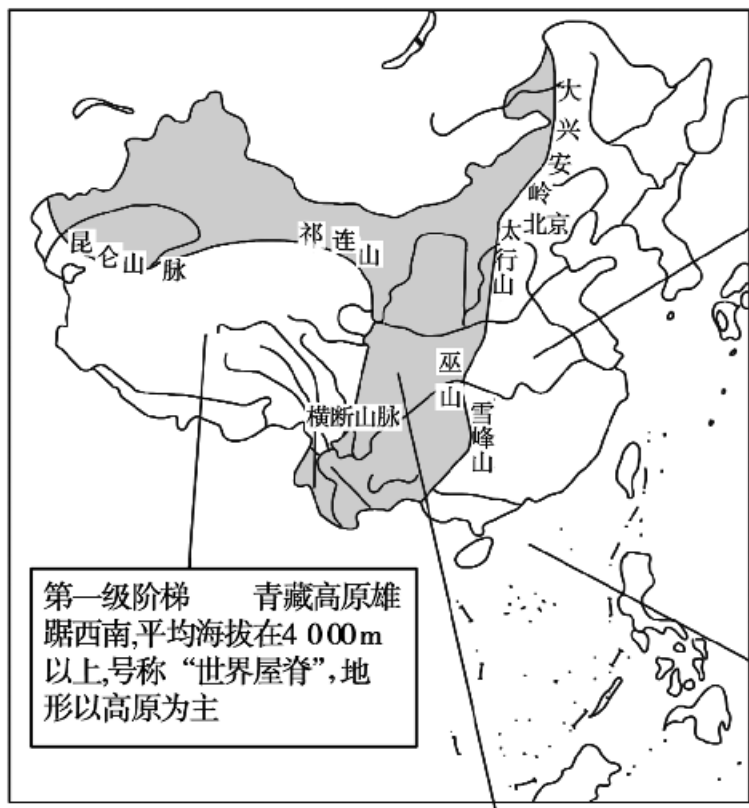 大兴安岭
北京
太行山
昆仑山脉
祁连山
巫山
雪峰山
横断山脉
第一级阶梯 青藏高原雄
踞西南,平均海拔在4 000m
以上,号称“世界屋脊”,地
形以高原为主